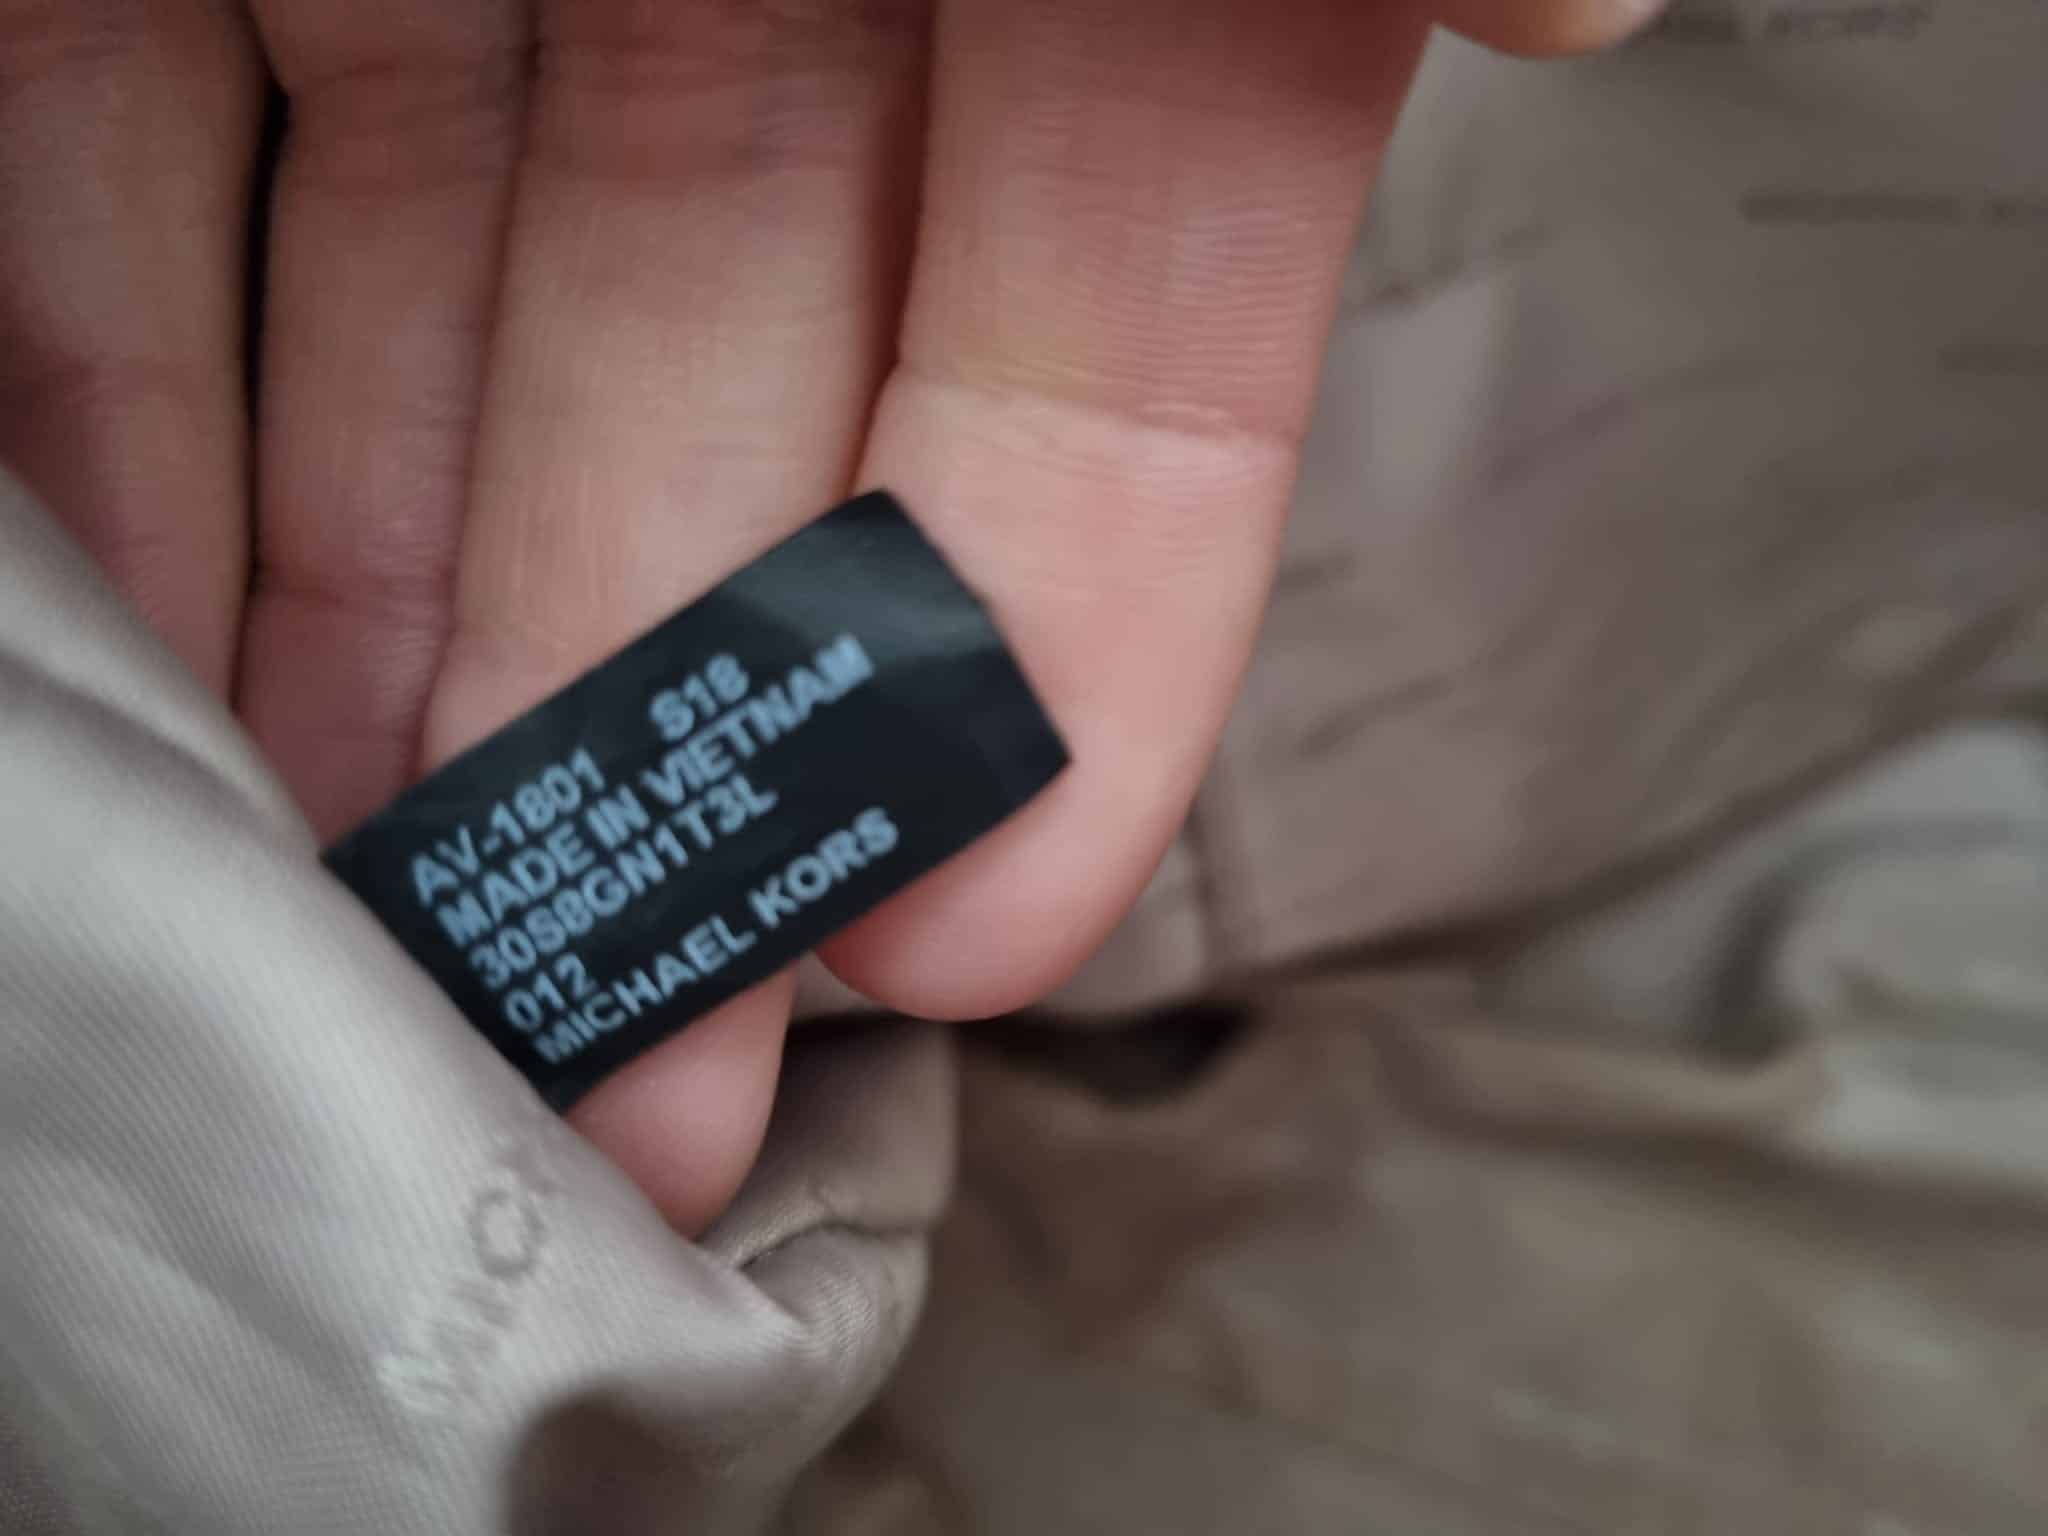 AV-1801 S18
MADE IN VIETNAM
30S8GN1T3L
012
MICHAEL KORS